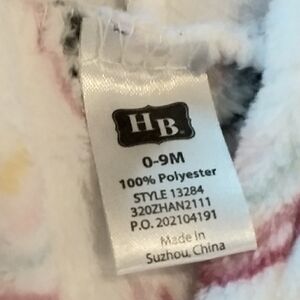 HB.
0-9M
100% Polyester
STYLE 13284
320ZHAN2111
P.O. 202104191
Made in
Suzhou, China